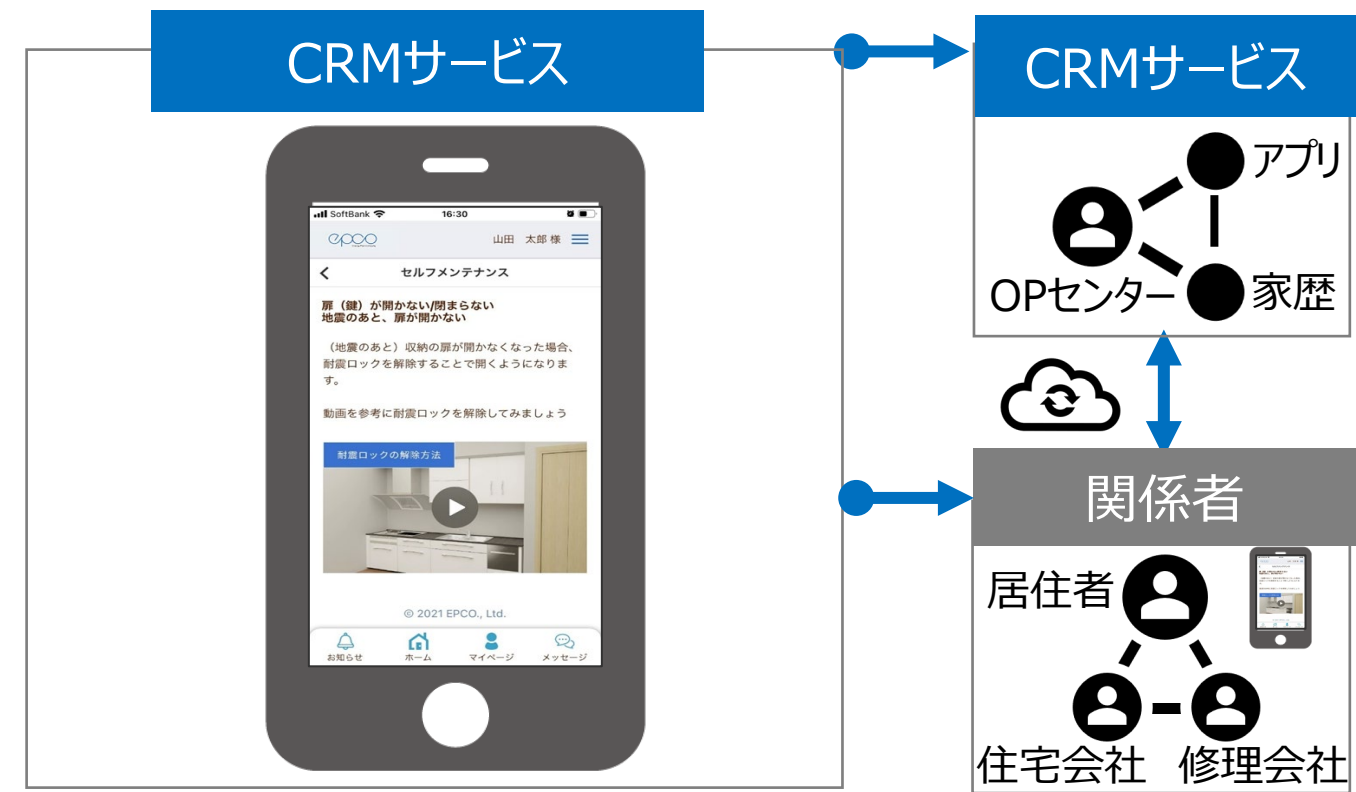 CRMサービス
SoftBank 16:30
epco 山田 太郎 様
セルフメンテナンス
扉（鍵）が開かない/閉まらない
地震のあと、扉が開かない
（地震のあと）収納の扉が開かなくなった場合、
耐震ロックを解除することで開くようになりま
す。
動画を参考に耐震ロックを解除してみましょう
耐震ロックの解除方法
© 2021 EPCO., Ltd.
お知らせ ホーム マイページ メッセージ
CRMサービス
アプリ
OPセンター
家歴
関係者
居住者
住宅会社 修理会社